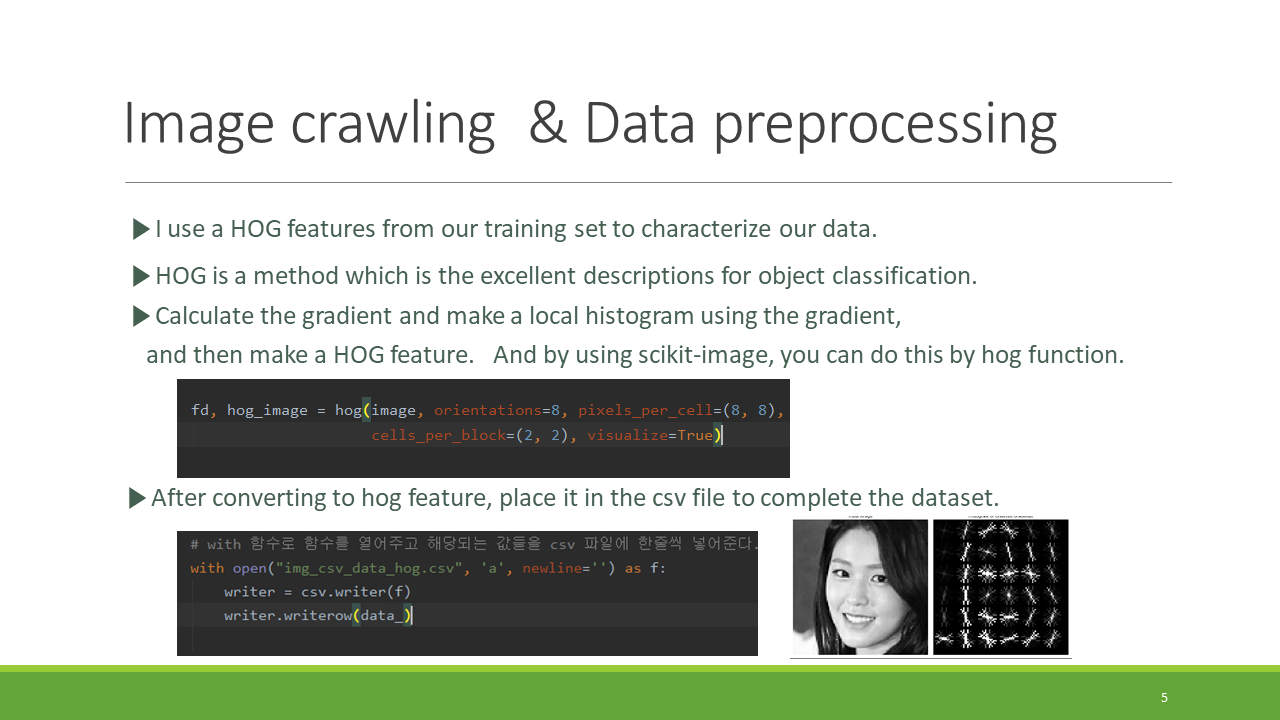 Image crawling & Data preprocessing
I use a HOG features from our training set to characterize our data.
HOG is a method which is the excellent descriptions for object classification.
Calculate the gradient and make a local histogram using the gradient,
and then make a HOG feature. And by using scikit-image, you can do this by hog function.
fd, hog_image = hog(image, orientations=8, pixels_per_cell=(8, 8),
cells_per_block=(2, 2), visualize=True)
After converting to hog feature, place it in the csv file to complete the dataset.
# with 함수로 함수를 열어주고 해당되는 값들을 csv 파일에 한줄씩 넣어준다.
with open("img_csv_data_hog.csv", 'a', newline='') as f:
writer = csv.writer(f)
writer.writerow(data_)
5